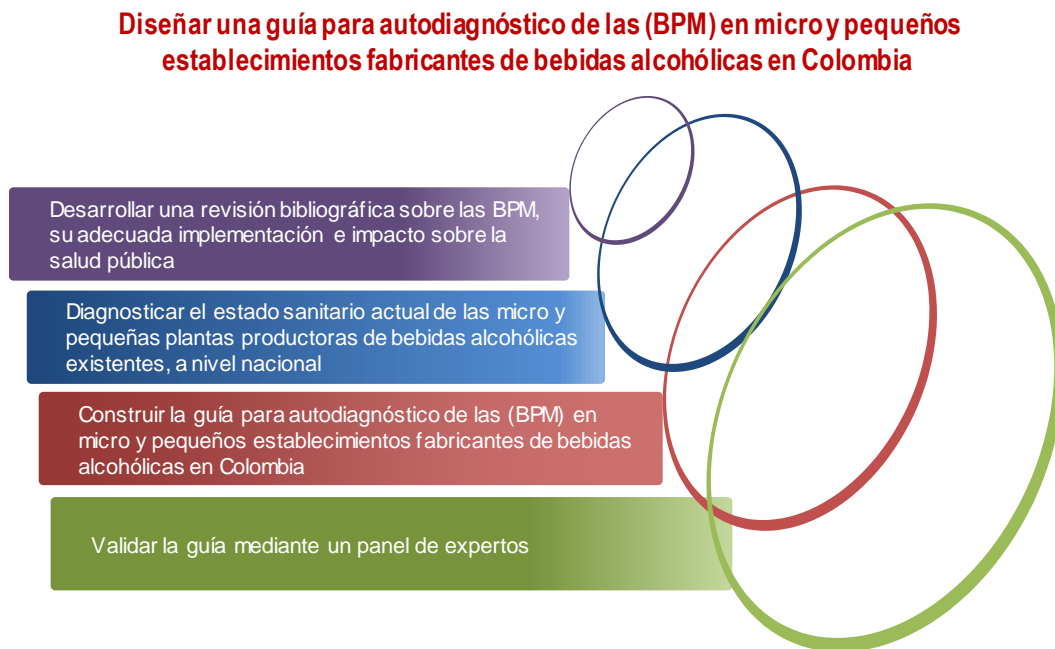 Diseñar una guía para autodiagnóstico de las (BPM) en micro y pequeños
establecimientos fabricantes de bebidas alcohólicas en Colombia
Desarrollar una revisión bibliográfica sobre las BPM,
su adecuada implementación e impacto sobre la
salud pública
Diagnosticar el estado sanitario actual de las micro y
pequeñas plantas productoras de bebidas alcohólicas
existentes, a nivel nacional
Construir la guía para autodiagnóstico de las (BPM) en
micro y pequeños establecimientos fabricantes de bebidas
alcohólicas en Colombia
Validar la guía mediante un panel de expertos